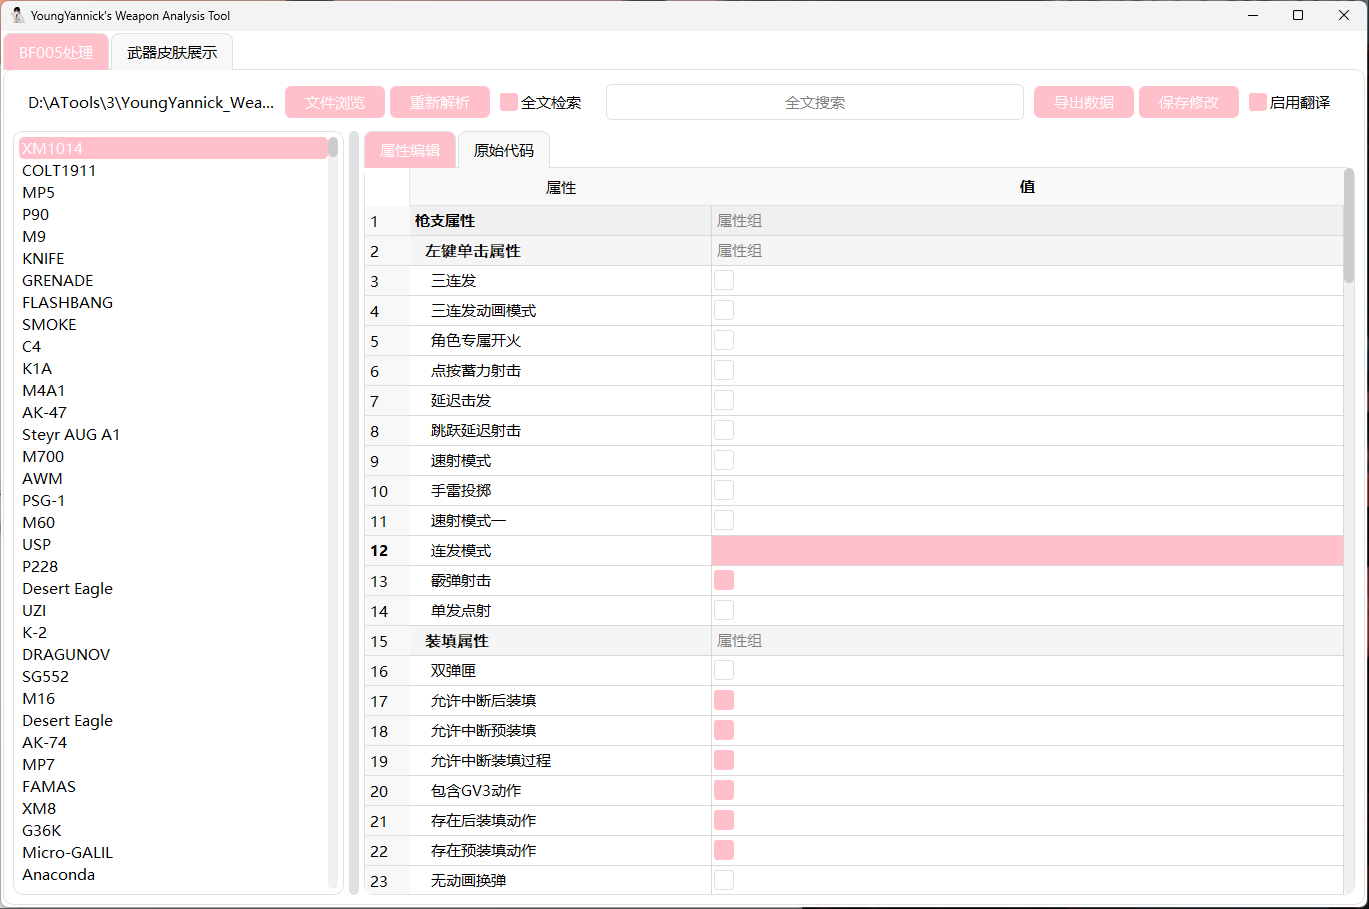 YoungYannick's Weapon Analysis Tool
BF005处理 武器皮肤展示
D:\ATools\3\YoungYannick_Wea... 文件浏览 重新解析 全文检索 全文搜索 导出数据 保存修改 启用翻译
XM1014
COLT1911
MP5
P90
M9
KNIFE
GRENADE
FLASHBANG
SMOKE
C4
K1A
M4A1
AK-47
Steyr AUG A1
M700
AWM
PSG-1
M60
USP
P228
Desert Eagle
UZI
K-2
DRAGUNOV
SG552
M16
Desert Eagle
AK-74
MP7
FAMAS
XM8
G36K
Micro-GALIL
Anaconda
属性编辑 原始代码
属性 值
1 枪支属性 属性组
2 左键单击属性 属性组
3 三连发
4 三连发动画模式
5 角色专属开火
6 点按蓄力射击
7 延迟击发
8 跳跃延迟射击
9 速射模式
10 手雷投掷
11 速射模式一
12 连发模式
13 霰弹射击
14 单发点射
15 装填属性 属性组
16 双弹匣
17 允许中断后装填
18 允许中断预装填
19 允许中断装填过程
20 包含GV3动作
21 存在后装填动作
22 存在预装填动作
23 无动画换弹